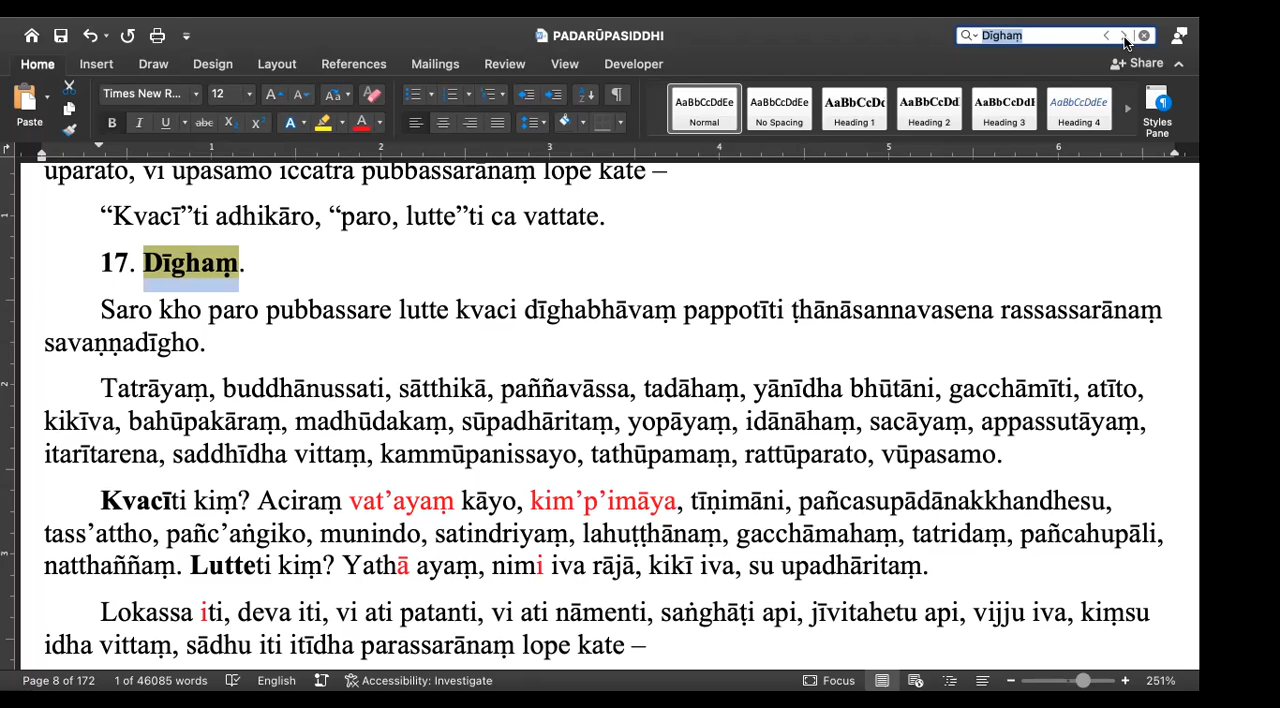 PADARŪPASIDDHI
Dīghaṃ
Home Insert Draw Design Layout References Mailings Review View Developer
Share
Times New R... 12
Paste
AaBbCcDdEe AaBbCcDdEe AaBbCcDc AaBbCcDd AaBbCcDdE AaBbCcDdEe
Normal No Spacing Heading 1 Heading 2 Heading 3 Heading 4
Styles
Pane
1 2 3 4 5 6
uparato, vi upasamo iccatra pubbassarānaṃ lope kate –
“Kvacī”ti adhikāro, “paro, lutte”ti ca vattate.
17. Dīghaṃ.
Saro kho paro pubbassare lutte kvaci dīghabhāvaṃ pappotīti ṭhānāsannavasena rassassarānaṃ
savaṇṇadīgho.
Tatrāyaṃ, buddhānussati, sātthikā, paññavāssa, tadāhaṃ, yānīdha bhūtāni, gacchāmīti, atīto,
kikīva, bahūpakāraṃ, madhūdakaṃ, sūpadhāritaṃ, yopāyaṃ, idānāhaṃ, sacāyaṃ, appassutāyaṃ,
itarītarena, saddhīdha vittaṃ, kammūpanissayo, tathūpamaṃ, rattūparato, vūpasamo.
Kvacīti kiṃ? Aciraṃ vat’ayaṃ kāyo, kim’p’imāya, tīṇimāni, pañcasupādānakkhandhesu,
tass’attho, pañc’aṅgiko, munindo, satindriyaṃ, lahuṭṭhānaṃ, gacchāmahaṃ, tatridaṃ, pañcahupāli,
natthaññaṃ. Lutteti kiṃ? Yathā ayaṃ, nimi iva rājā, kikī iva, su upadhāritaṃ.
Lokassa iti, deva iti, vi ati patanti, vi ati nāmenti, saṅghāṭi api, jīvitahetu api, vijju iva, kiṃsu
idha vittaṃ, sādhu iti itīdha parassarānaṃ lope kate –
Page 8 of 172 1 of 46085 words English Accessibility: Investigate Focus 251%